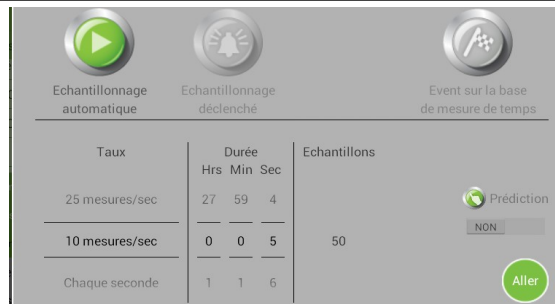 Echantillonnage
automatique
Echantillonnage
déclenché
Event sur la base
de mesure de temps
Taux
Durée
Echantillons
Hrs Min Sec
25 mesures/sec 27 59 4
Prédiction
NON
10 mesures/sec 0 0 5 50
Chaque seconde 1 1 6
Aller